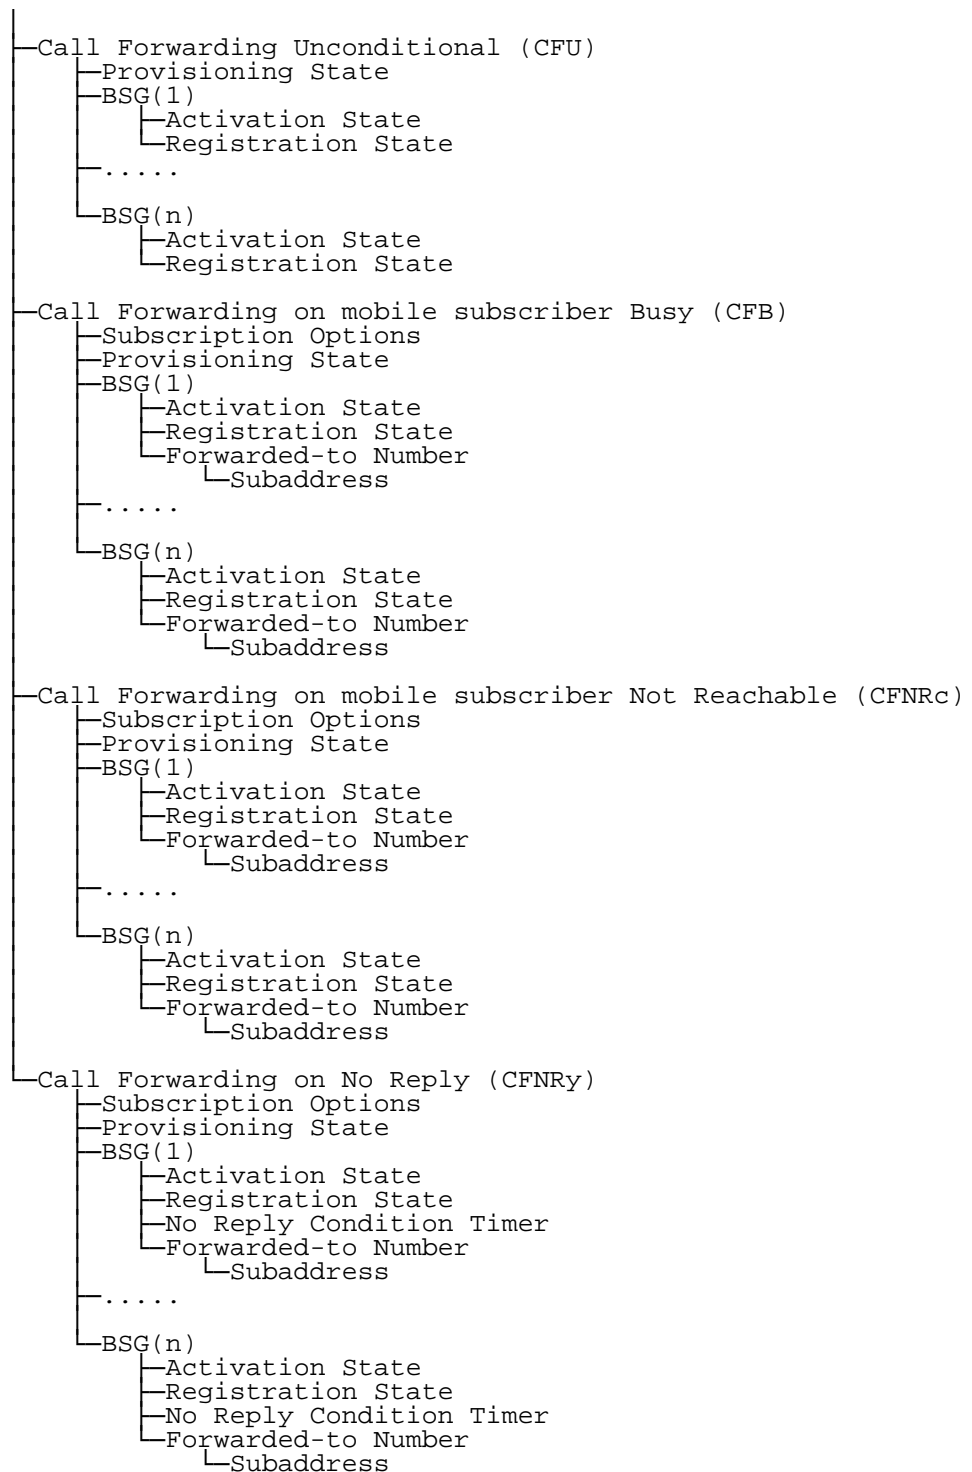 Call Forwarding Unconditional (CFU)
Provisioning State
BSG(1)
Activation State
Registration State
.....
BSG(n)
Activation State
Registration State
Call Forwarding on mobile subscriber Busy (CFB)
Subscription Options
Provisioning State
BSG(1)
Activation State
Registration State
Forwarded-to Number
Subaddress
.....
BSG(n)
Activation State
Registration State
Forwarded-to Number
Subaddress
Call Forwarding on mobile subscriber Not Reachable (CFNRc)
Subscription Options
Provisioning State
BSG(1)
Activation State
Registration State
Forwarded-to Number
Subaddress
.....
BSG(n)
Activation State
Registration State
Forwarded-to Number
Subaddress
Call Forwarding on No Reply (CFNRy)
Subscription Options
Provisioning State
BSG(1)
Activation State
Registration State
No Reply Condition Timer
Forwarded-to Number
Subaddress
.....
BSG(n)
Activation State
Registration State
No Reply Condition Timer
Forwarded-to Number
Subaddress